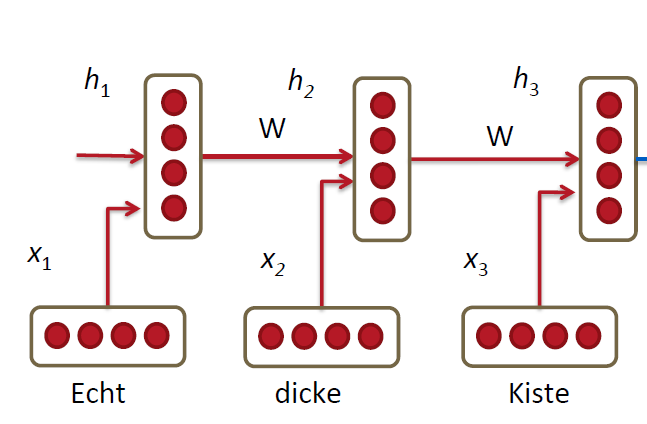 h1 h2 h3
W W
x1 x2 x3
Echt dicke Kiste